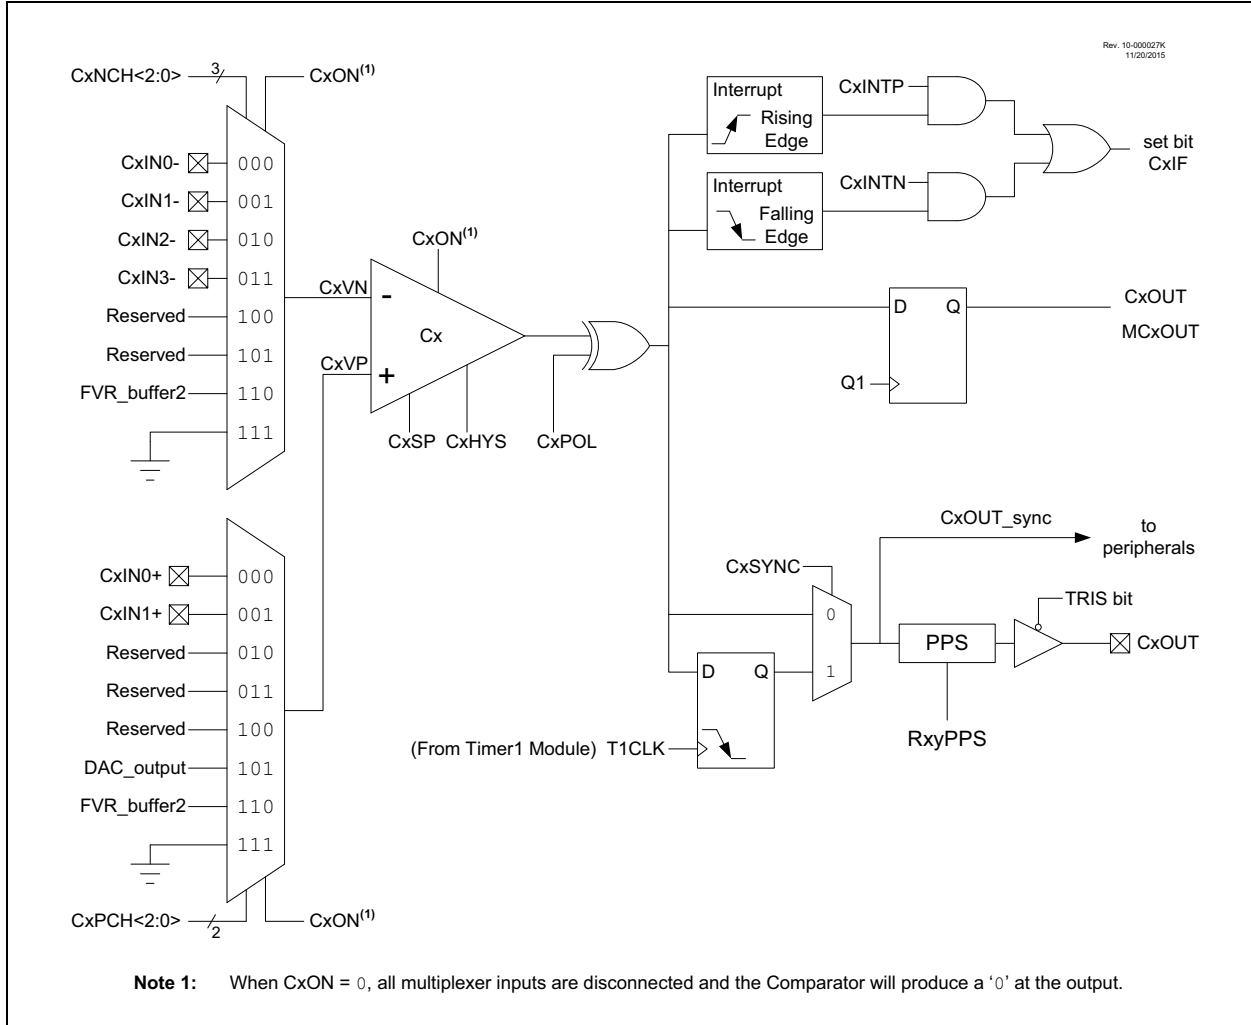 Rev. 10-000027K
11/20/2015
CxNCH<2:0>
3
CxON(1)
CxIN0-
000
CxIN1-
001
CxIN2-
010
CxIN3-
011
Reserved
100
Reserved
101
FVR_buffer2
110
111
CxVN
-
CxON(1)
Cx
CxVP
+
CxSP
CxHYS
CxPOL
Interrupt
Rising
Edge
CxINTP
Interrupt
Falling
Edge
CxINTN
set bit
CxIF
D
Q
Q1
CxOUT
MCxOUT
CxOUT_sync
to
peripherals
CxSYNC
0
1
D
Q
(From Timer1 Module) T1CLK
PPS
RxyPPS
TRIS bit
CxOUT
CxIN0+
000
CxIN1+
001
Reserved
010
Reserved
011
Reserved
100
DAC_output
101
FVR_buffer2
110
111
CxPCH<2:0>
2
CxON(1)
Note 1: When CxON = 0, all multiplexer inputs are disconnected and the Comparator will produce a ‘0’ at the output.